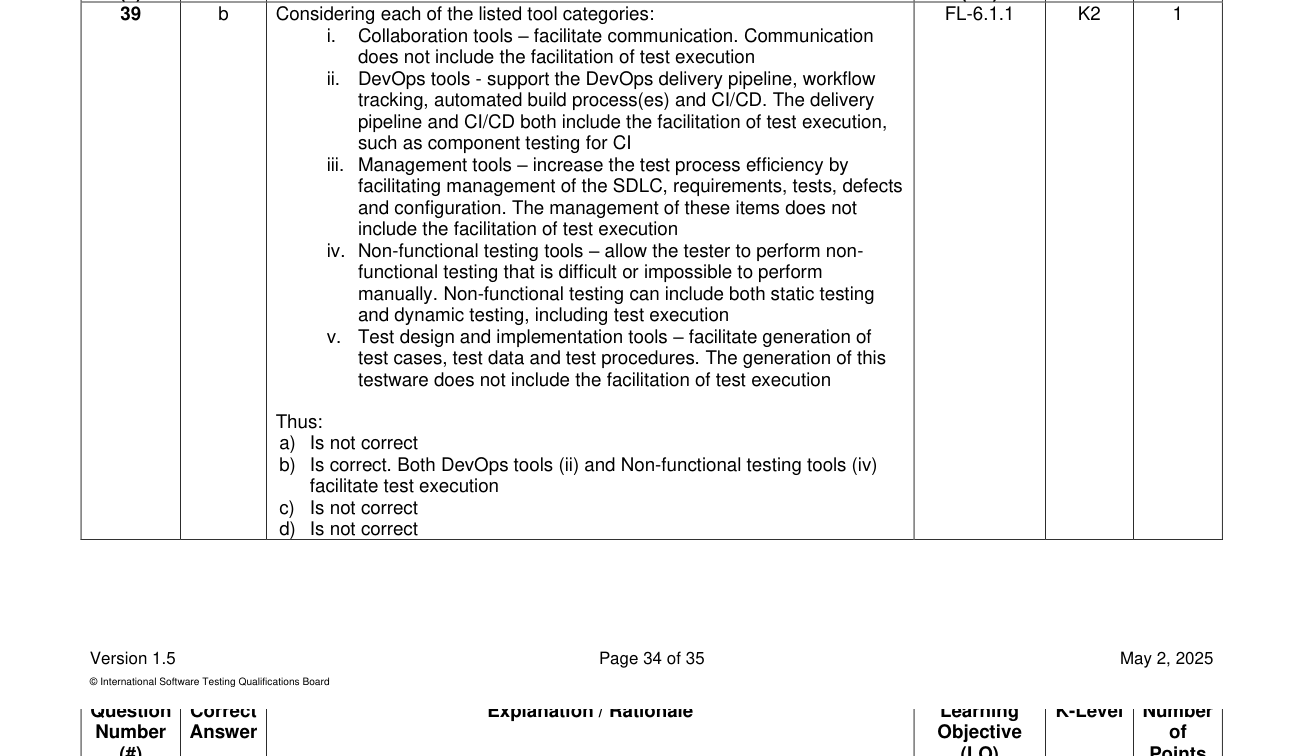 39 b Considering each of the listed tool categories: FL-6.1.1 K2 1
i. Collaboration tools – facilitate communication. Communication
does not include the facilitation of test execution
ii. DevOps tools - support the DevOps delivery pipeline, workflow
tracking, automated build process(es) and CI/CD. The delivery
pipeline and CI/CD both include the facilitation of test execution,
such as component testing for CI
iii. Management tools – increase the test process efficiency by
facilitating management of the SDLC, requirements, tests, defects
and configuration. The management of these items does not
include the facilitation of test execution
iv. Non-functional testing tools – allow the tester to perform non-
functional testing that is difficult or impossible to perform
manually. Non-functional testing can include both static testing
and dynamic testing, including test execution
v. Test design and implementation tools – facilitate generation of
test cases, test data and test procedures. The generation of this
testware does not include the facilitation of test execution
Thus:
a) Is not correct
b) Is correct. Both DevOps tools (ii) and Non-functional testing tools (iv)
facilitate test execution
c) Is not correct
d) Is not correct
Version 1.5 Page 34 of 35 May 2, 2025
© International Software Testing Qualifications Board
Question Correct Explanation / Rationale Learning K-Level Number
Number Answer Objective of
(#) (LO) Points